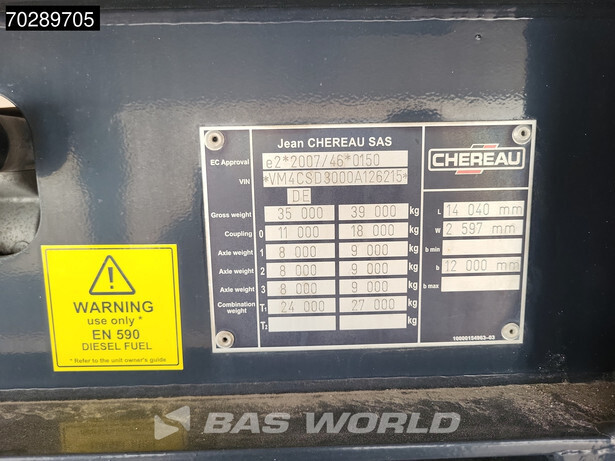 70289705
Jean CHEREAU SAS
EC Approval e2*2007/46*0150
VIN *VM4CSD3000A126215*
DE
Gross weight 35 000 39 000 kg
Coupling 0 11 000 18 000 kg
Axle weight 1 8 000 9 000 kg
Axle weight 2 8 000 9 000 kg
Axle weight 3 8 000 9 000 kg
Combination weight T1 24 000 27 000 kg
T2 kg
CHEREAU
L 14 040 mm
W 2 597 mm
b min
b 12 000 mm
b max
10600154963-03
WARNING
use only *
EN 590
DIESEL FUEL
* Refer to the unit owner's guide
BAS WORLD